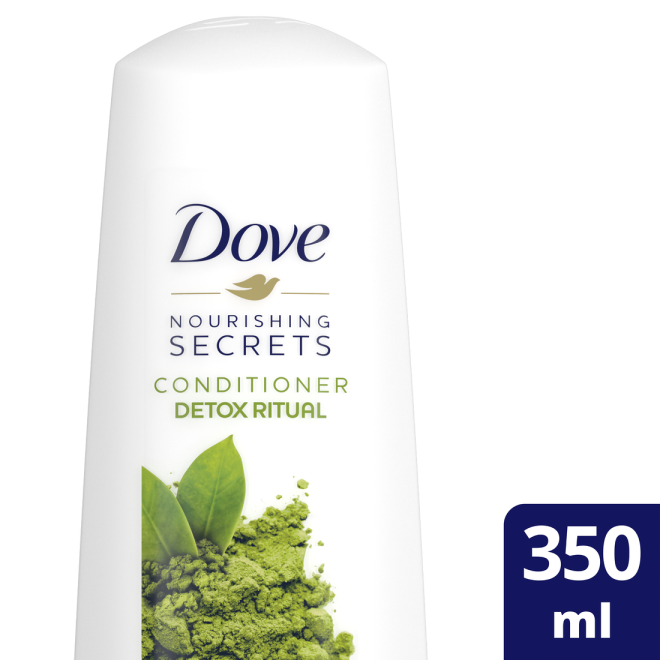 Dove
NOURISHING
SECRETS
CONDITIONER
DETOX RITUAL
350
ml